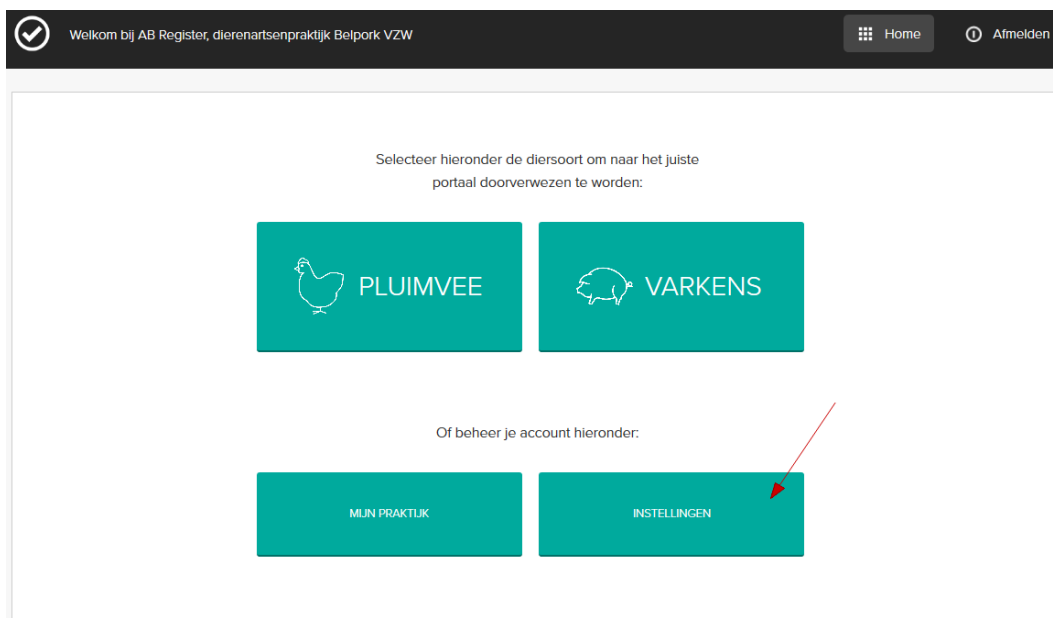 Welkom bij AB Register, dierenartsenpraktijk Belpork VZW
Home
Afmelden
Selecteer hieronder de diersoort om naar het juiste
portaal doorverwezen te worden:
PLUIMVEE
VARKENS
Of beheer je account hieronder:
MIJN PRAKTIJK
INSTELLINGEN